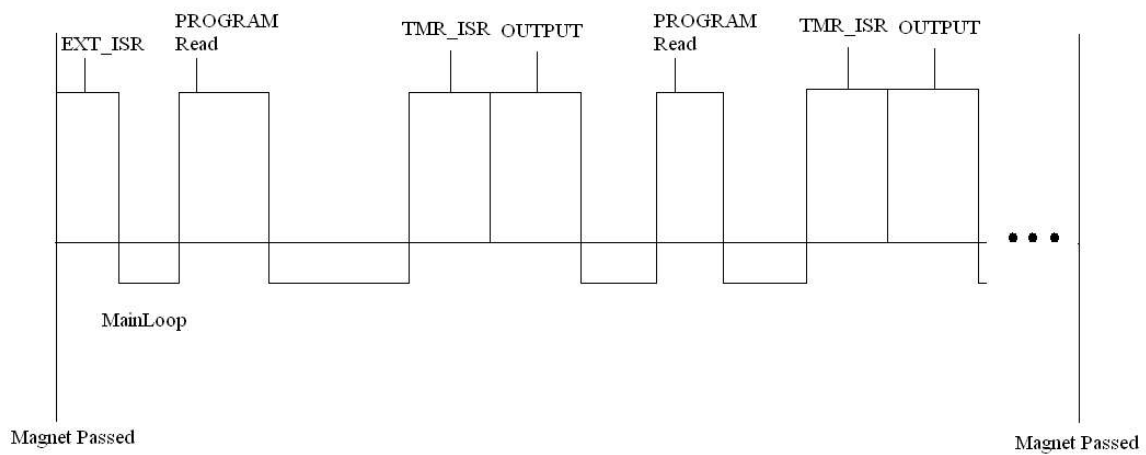 EXT_ISR
PROGRAM
Read
TMR_ISR
OUTPUT
PROGRAM
Read
TMR_ISR
OUTPUT
MainLoop
Magnet Passed
Magnet Passed